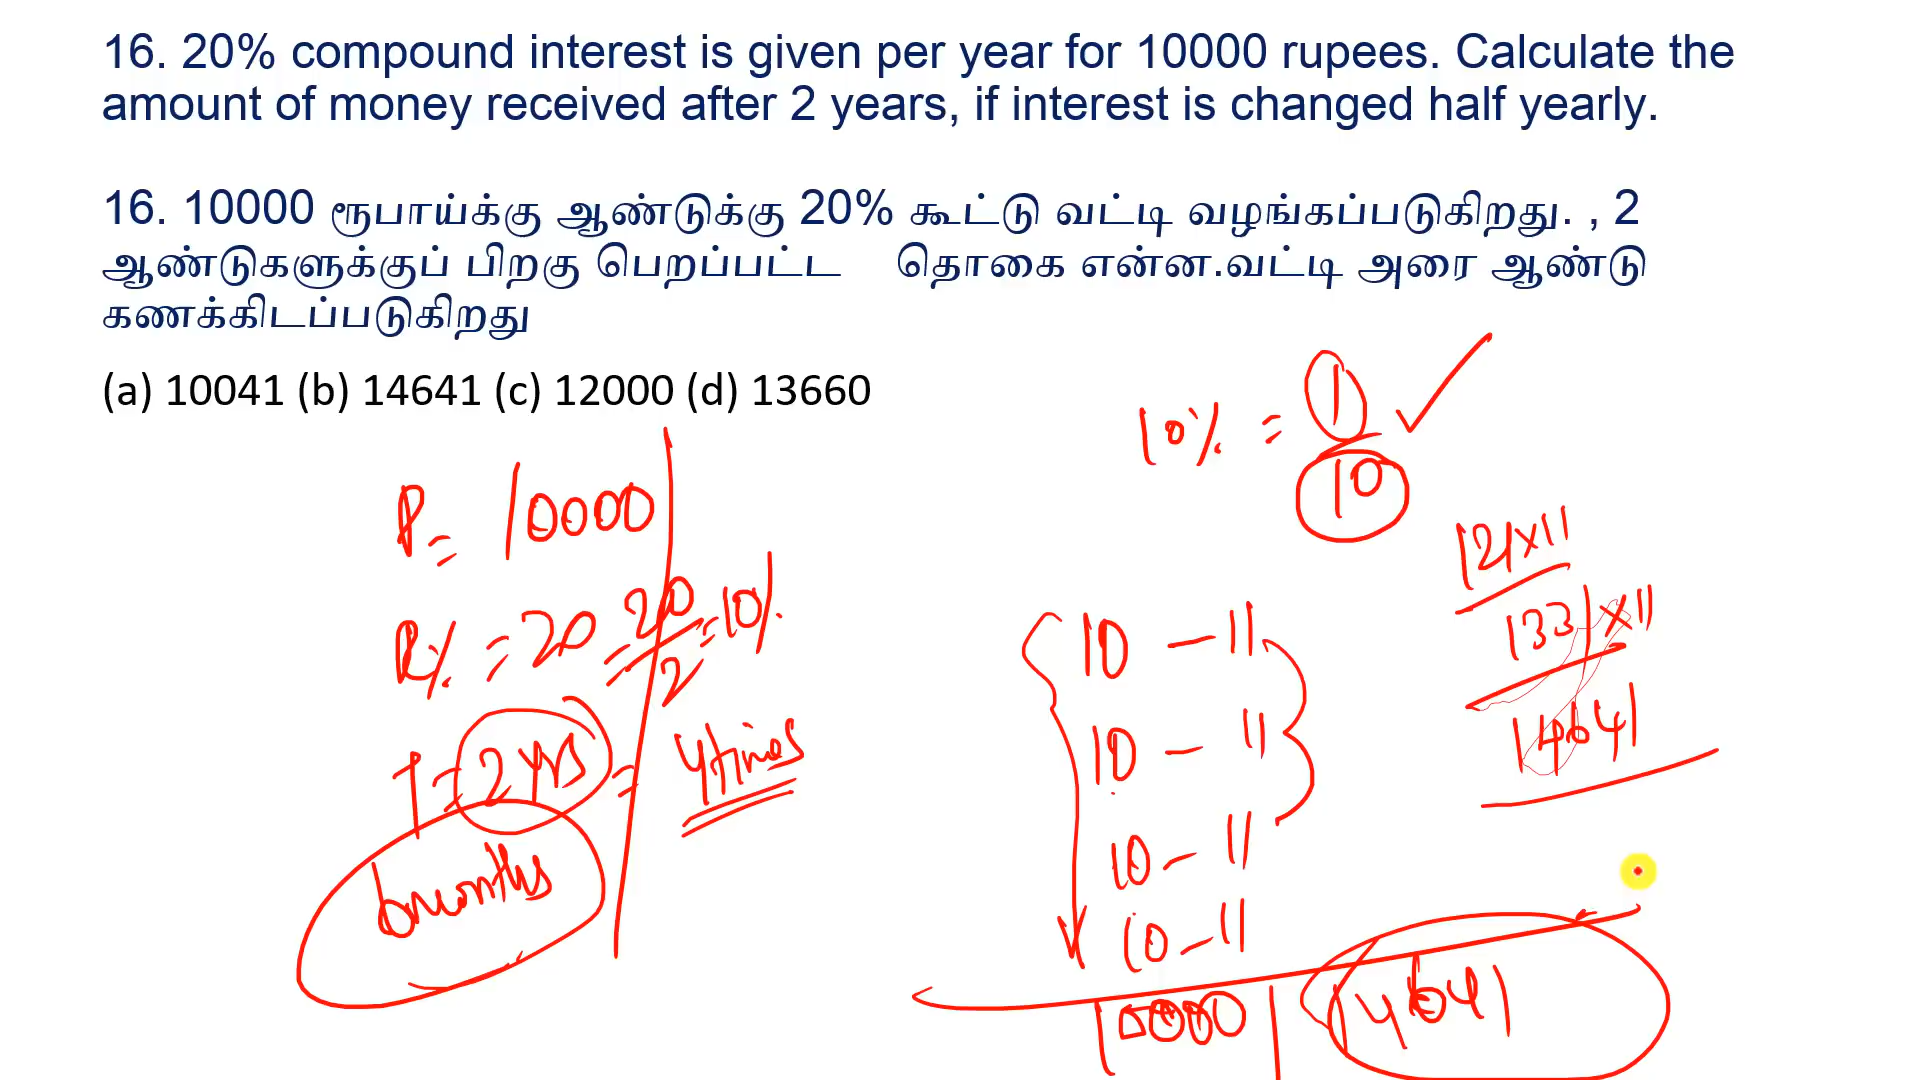 16. 20% compound interest is given per year for 10000 rupees. Calculate the
amount of money received after 2 years, if interest is changed half yearly.
16. 10000 ரூபாய்க்கு ஆண்டுக்கு 20% கூட்டு வட்டி வழங்கப்படுகிறது. , 2
ஆண்டுகளுக்குப் பிறகு பெறப்பட்ட தொகை என்ன.வட்டி அரை ஆண்டு
கணக்கிடப்படுகிறது
(a) 10041 (b) 14641 (c) 12000 (d) 13660
10% = 1/10
P = 10000
R% = 20 = 20/2 = 10%
T = 2 yrs = 4 times
6 months
10 - 11
10 - 11
10 - 11
10 - 11
10000 | 14641
121 x 11
1331 x 11
14641